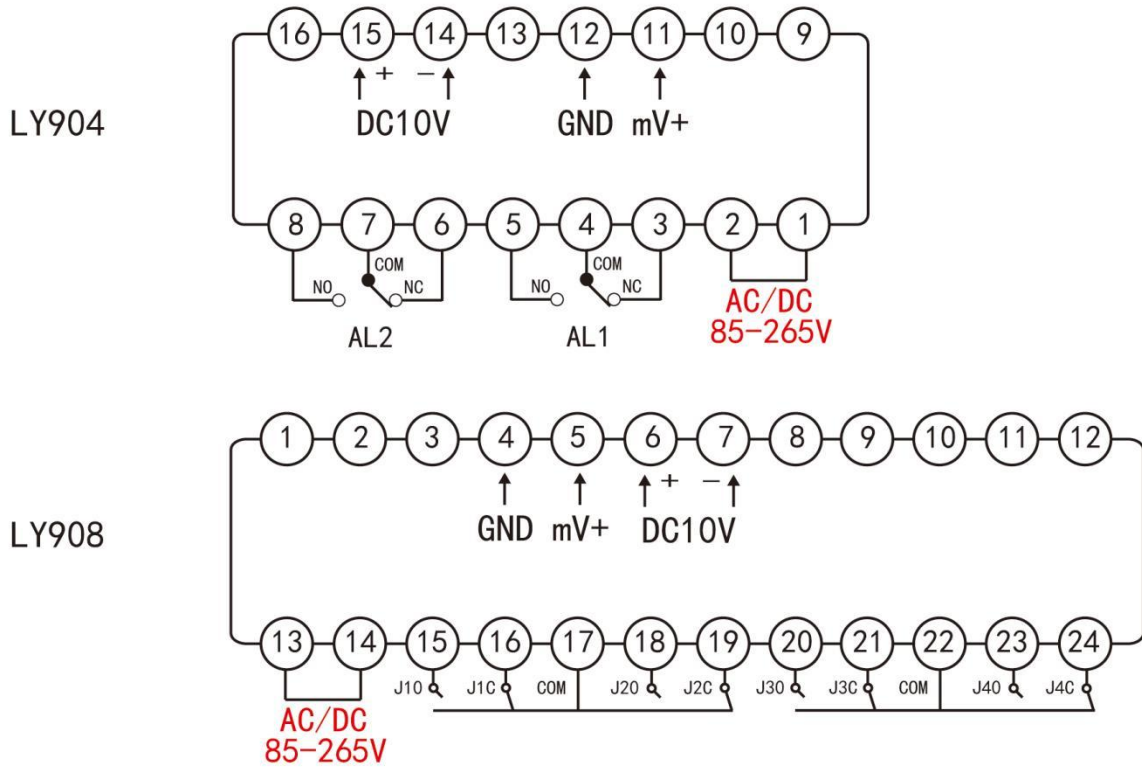 16 15 14 13 12 11 10 9
+ −
DC10V GND mV+
LY904
8 7 6 5 4 3 2 1
COM COM
NO NC NO NC
AL2 AL1
AC/DC
85-265V
1 2 3 4 5 6 7 8 9 10 11 12
+ −
GND mV+ DC10V
LY908
13 14 15 16 17 18 19 20 21 22 23 24
J10 J1C COM J20 J2C J30 J3C COM J40 J4C
AC/DC
85-265V